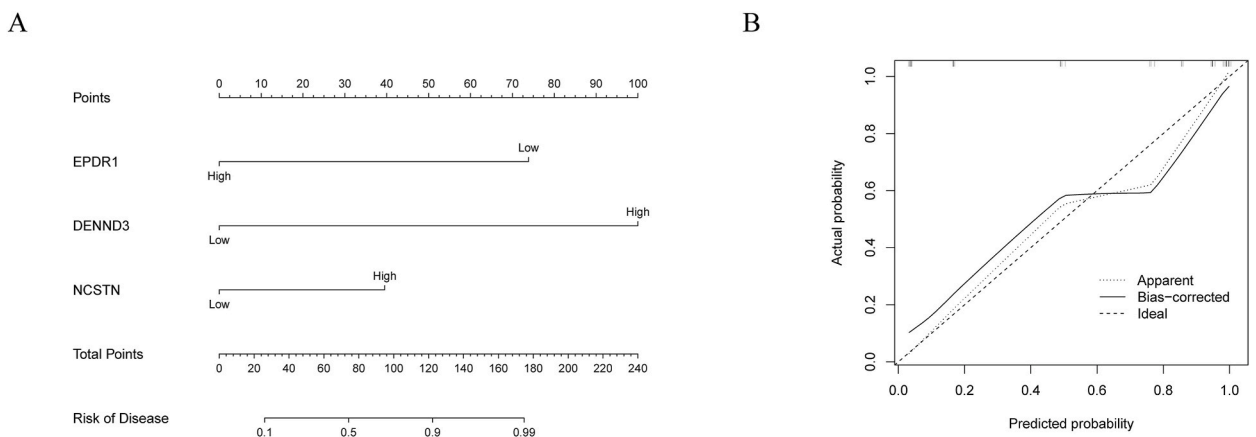 A
Points
0 10 20 30 40 50 60 70 80 90 100
EPDR1
Low
High
DENND3
High
Low
NCSTN
High
Low
Total Points
0 20 40 60 80 100 120 140 160 180 200 220 240
Risk of Disease
0.1 0.5 0.9 0.99
B
Actual probability
1.0
0.8
0.6
0.4
0.2
0.0
Apparent
Bias−corrected
Ideal
0.0 0.2 0.4 0.6 0.8 1.0
Predicted probability